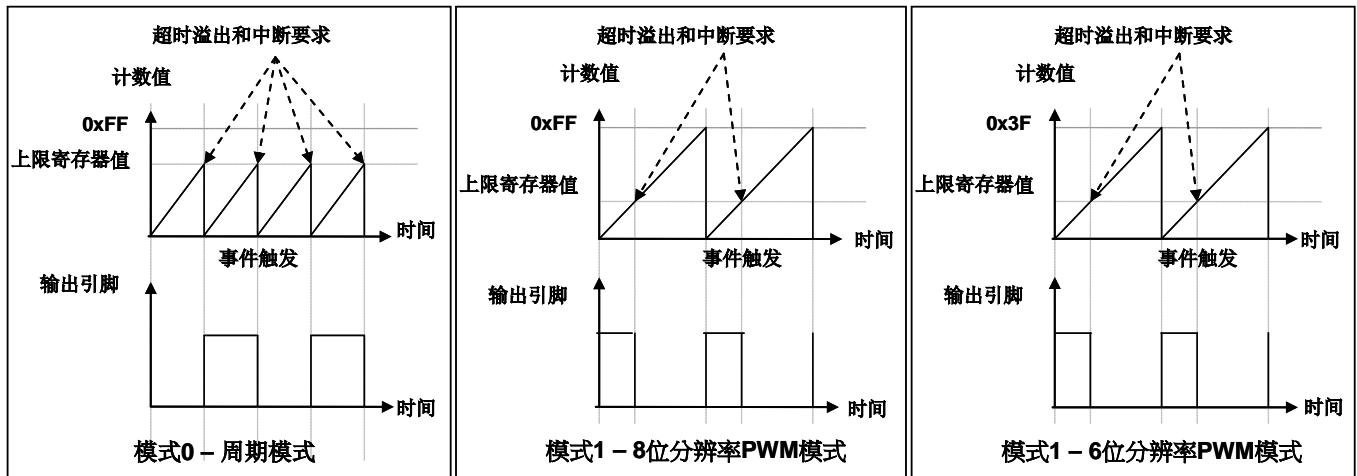 超时溢出和中断要求
计数值
0xFF
上限寄存器值
时间
事件触发
输出引脚
时间
模式0 – 周期模式
超时溢出和中断要求
计数值
0xFF
上限寄存器值
时间
事件触发
输出引脚
时间
模式1 – 8位分辨率PWM模式
超时溢出和中断要求
计数值
0x3F
上限寄存器值
时间
事件触发
输出引脚
时间
模式1 – 6位分辨率PWM模式